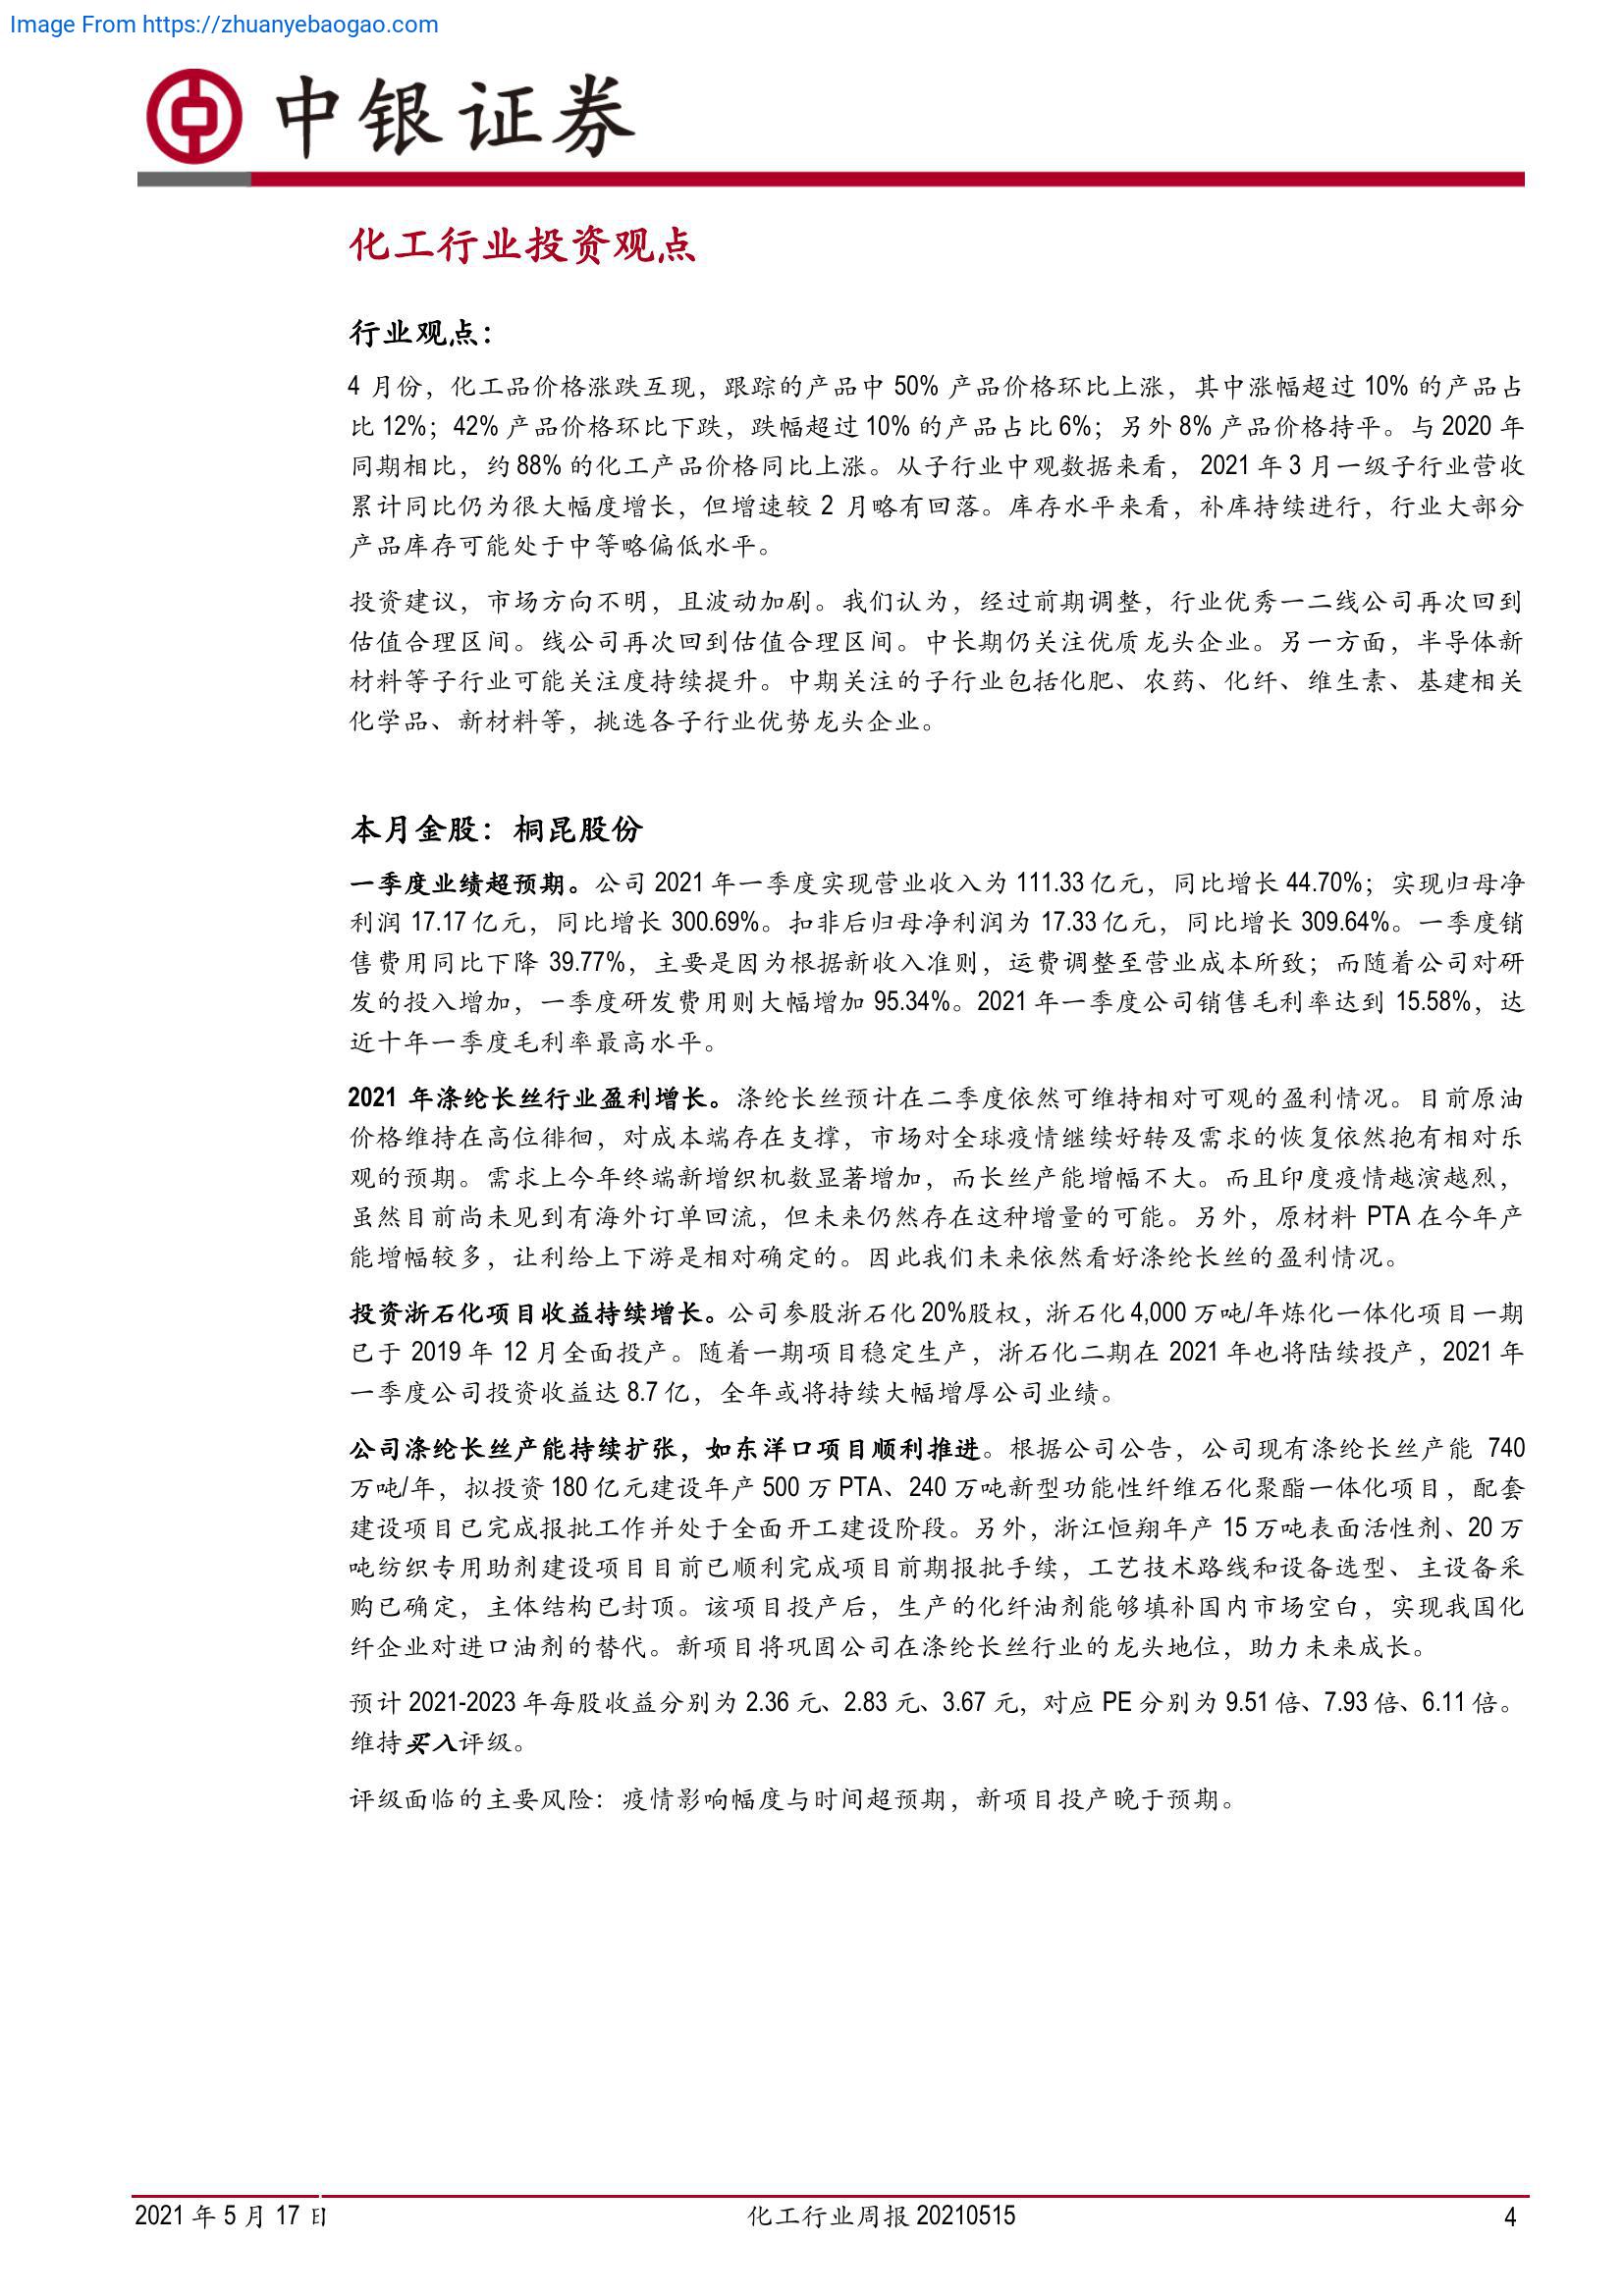 Image From https://zhuanyebaogao.com
中银证券
化工行业投资观点
行业观点：
4 月份，化工品价格涨跌互现，跟踪的产品中 50% 产品价格环比上涨，其中涨幅超过 10% 的产品占
比 12%；42% 产品价格环比下跌，跌幅超过 10% 的产品占比 6%；另外 8% 产品价格持平。与 2020 年
同期相比，约 88% 的化工产品价格同比上涨。从子行业中观数据来看， 2021 年 3 月一级子行业营收
累计同比仍为很大幅度增长，但增速较 2 月略有回落。库存水平来看，补库持续进行，行业大部分
产品库存可能处于中等略偏低水平。
投资建议，市场方向不明，且波动加剧。我们认为，经过前期调整，行业优秀一二线公司再次回到
估值合理区间。线公司再次回到估值合理区间。中长期仍关注优质龙头企业。另一方面，半导体新
材料等子行业可能关注度持续提升。中期关注的子行业包括化肥、农药、化纤、维生素、基建相关
化学品、新材料等，挑选各子行业优势龙头企业。
本月金股：桐昆股份
一季度业绩超预期。公司 2021 年一季度实现营业收入为 111.33 亿元，同比增长 44.70%；实现归母净
利润 17.17 亿元，同比增长 300.69%。扣非后归母净利润为 17.33 亿元，同比增长 309.64%。一季度销
售费用同比下降 39.77%，主要是因为根据新收入准则，运费调整至营业成本所致；而随着公司对研
发的投入增加，一季度研发费用则大幅增加 95.34%。2021 年一季度公司销售毛利率达到 15.58%，达
近十年一季度毛利率最高水平。
2021 年涤纶长丝行业盈利增长。涤纶长丝预计在二季度依然可维持相对可观的盈利情况。目前原油
价格维持在高位徘徊，对成本端存在支撑，市场对全球疫情继续好转及需求的恢复依然抱有相对乐
观的预期。需求上今年终端新增织机数显著增加，而长丝产能增幅不大。而且印度疫情越演越烈，
虽然目前尚未见到有海外订单回流，但未来仍然存在这种增量的可能。另外，原材料 PTA 在今年产
能增幅较多，让利给上下游是相对确定的。因此我们未来依然看好涤纶长丝的盈利情况。
投资浙石化项目收益持续增长。公司参股浙石化 20%股权，浙石化 4,000 万吨/年炼化一体化项目一期
已于 2019 年 12 月全面投产。随着一期项目稳定生产，浙石化二期在 2021 年也将陆续投产，2021 年
一季度公司投资收益达 8.7 亿，全年或将持续大幅增厚公司业绩。
公司涤纶长丝产能持续扩张，如东洋口项目顺利推进。根据公司公告，公司现有涤纶长丝产能 740
万吨/年，拟投资 180 亿元建设年产 500 万 PTA、240 万吨新型功能性纤维石化聚酯一体化项目，配套
建设项目已完成报批工作并处于全面开工建设阶段。另外，浙江恒翔年产 15 万吨表面活性剂、20 万
吨纺织专用助剂建设项目目前已顺利完成项目前期报批手续，工艺技术路线和设备选型、主设备采
购已确定，主体结构已封顶。该项目投产后，生产的化纤油剂能够填补国内市场空白，实现我国化
纤企业对进口油剂的替代。新项目将巩固公司在涤纶长丝行业的龙头地位，助力未来成长。
预计 2021-2023 年每股收益分别为 2.36 元、2.83 元、3.67 元，对应 PE 分别为 9.51 倍、7.93 倍、6.11 倍。
维持买入评级。
评级面临的主要风险：疫情影响幅度与时间超预期，新项目投产晚于预期。
2021 年 5 月 17 日 化工行业周报 20210515 4